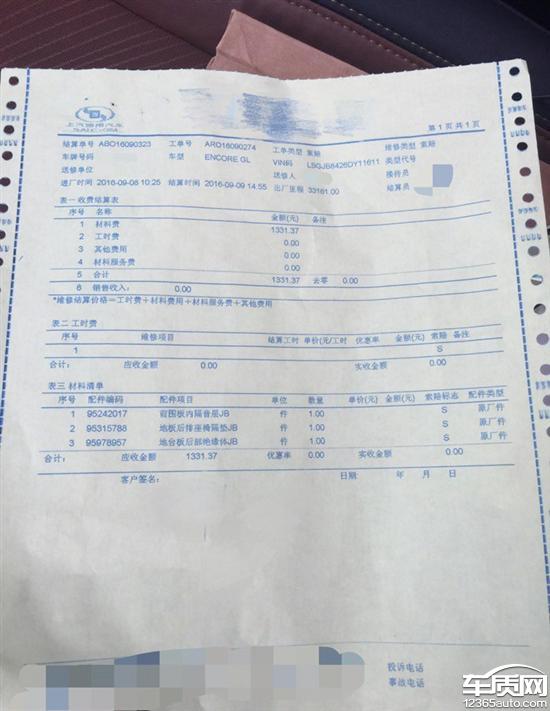 上汽通用汽车
SAIC-GM
第 1 页 共 1 页
结算单号 ABO16090323 工单号 ARO16090274 工单类型 索赔 维修类型 索赔
车牌号码 车型 ENCORE GL VIN码 LSGJB8426DY11611 类型代号
送修单位 送修人 接待员
进厂时间 2016-09-08 10:25 结算时间 2016-09-09 14:55 出厂里程 33161.00 结算员
表一 收费结算表
序号 名称 金额(元) 备注
1 材料费 1331.37
2 工时费 0.00
3 其他费用 0.00
4 材料服务费 0.00
5 合计 1331.37 去零 0.00
6 销售收入: 0.00
*维修结算价格=工时费+材料费用+材料服务费+其他费用
表二 工时费
序号 维修项目 结算工时 单价(元/工时 优惠率 金额(元) 索赔 备注
1 S
合计: 应收金额 0.00 实收金额 0.00
表三 材料清单
序号 配件编码 配件项目 单位 数量 单价(元) 金额(元) 索赔标志 配件类型
1 95242017 前围板内隔音层JB 件 1.00 S 原厂件
2 95315788 地板后排座椅隔垫JB 件 1.00 S 原厂件
3 95978957 地台板后部绝缘体JB 件 1.00 S 原厂件
合计: 应收金额 1331.37 优惠率 0.00 实收金额 0.00
客户签名: 日期: 年 月 日
投诉电话
事故电话
车质网
12365auto.com